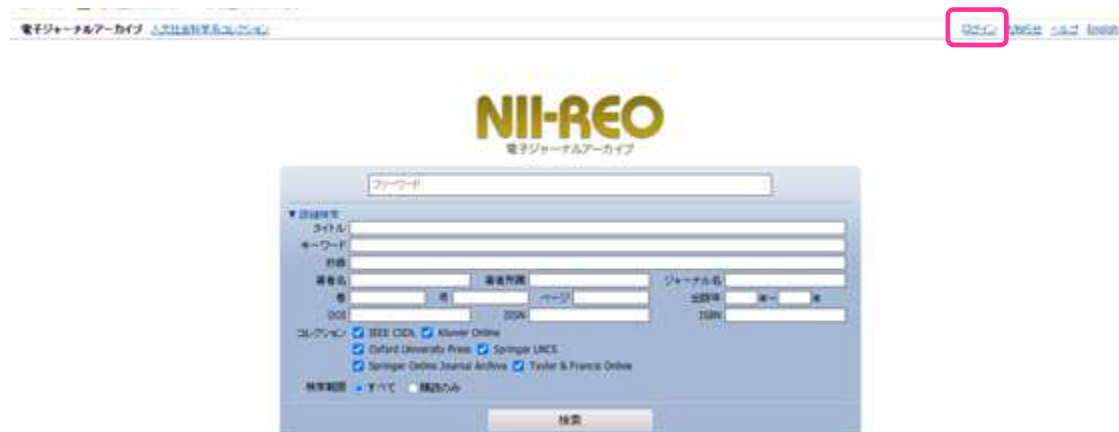 電子ジャーナルアーカイブ 人文社会科学系コレクション
ログイン お知らせ ヘルプ English
NII-REO
電子ジャーナルアーカイブ
フリーワード
▼詳細検索
タイトル
キーワード
抄録
著者名 著者所属 ジャーナル名
巻 号 ページ 出版年 年~ 年
DOI ISSN ISBN
コレクション IEEE CSDL Kluwer Online
Oxford University Press Springer LNCS
Springer Online Journal Archive Taylor & Francis Online
検索範囲 すべて 購読のみ
検索